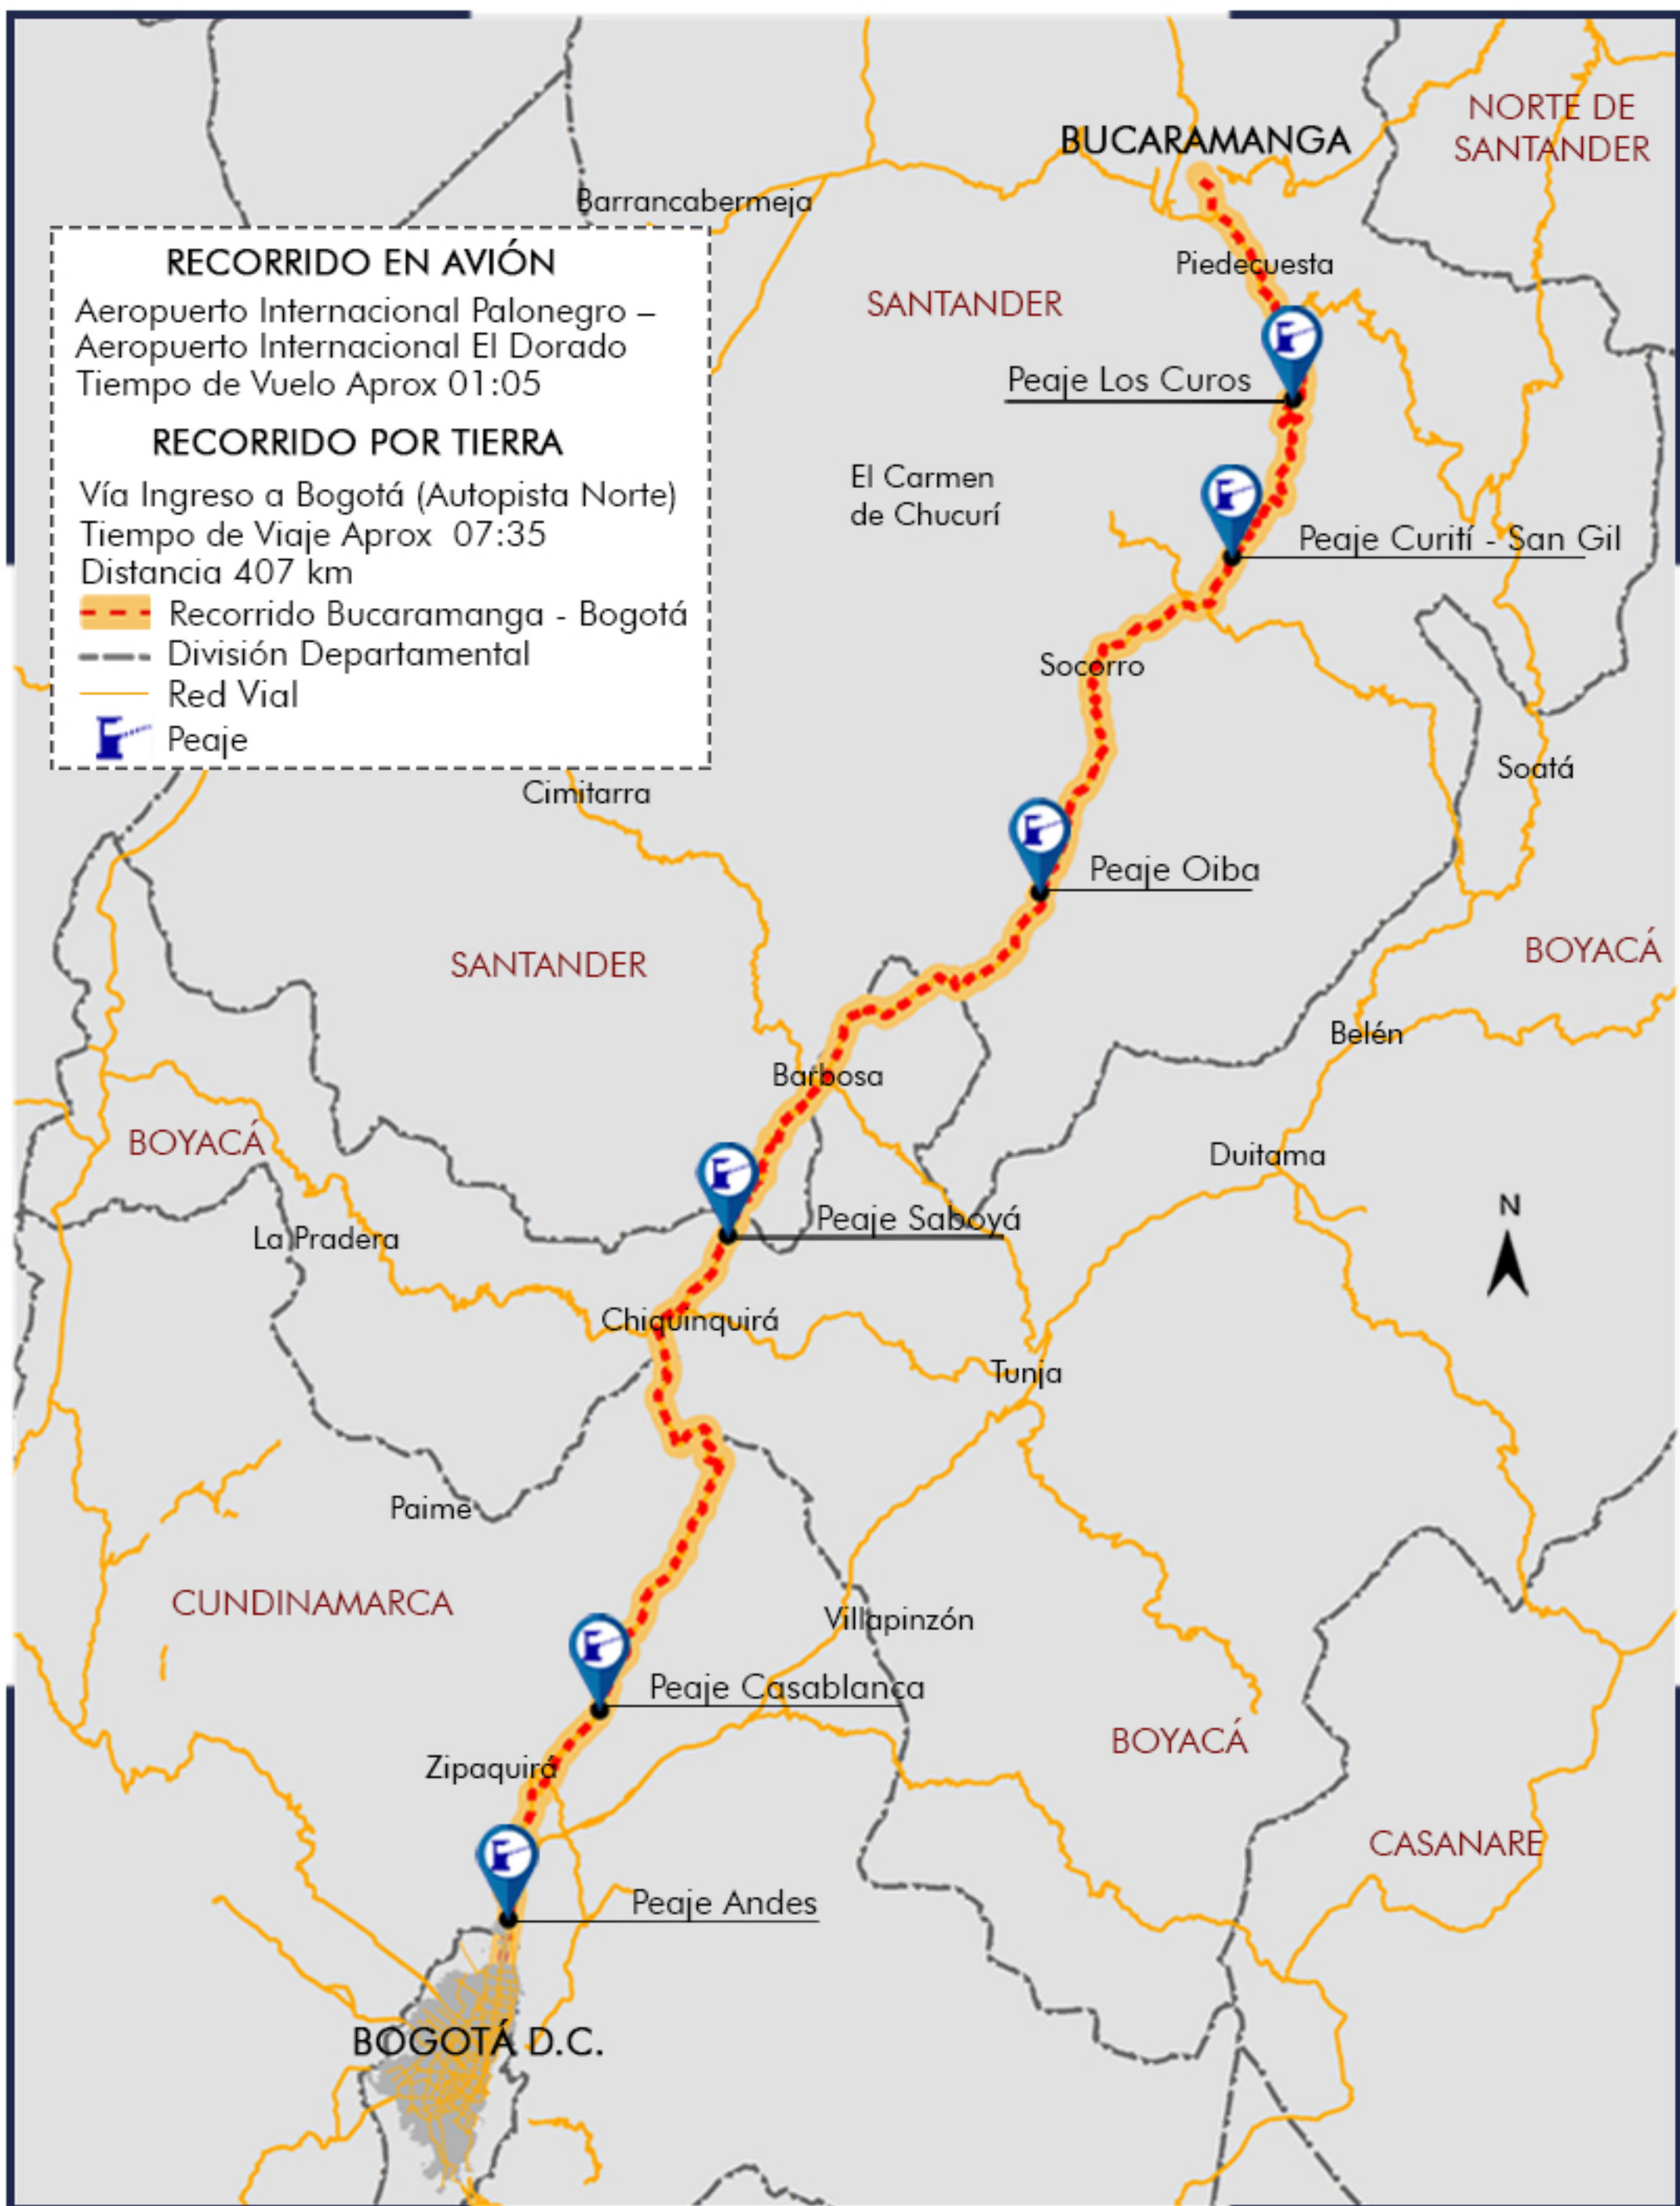 NORTE DE
SANTANDER
BUCARAMANGA
Barrancabermeja
RECORRIDO EN AVIÓN
Aeropuerto Internacional Palonegro –
Aeropuerto Internacional El Dorado
Tiempo de Vuelo Aprox 01:05
RECORRIDO POR TIERRA
Vía Ingreso a Bogotá (Autopista Norte)
Tiempo de Viaje Aprox 07:35
Distancia 407 km
Recorrido Bucaramanga - Bogotá
División Departamental
Red Vial
Peaje
Piedecuesta
SANTANDER
Peaje Los Curos
El Carmen
de Chucurí
Peaje Curití - San Gil
Socorro
Soatá
Cimitarra
Peaje Oiba
SANTANDER
BOYACÁ
Belén
Barbosa
BOYACÁ
Duitama
N
Peaje Saboyá
La Pradera
Chiquinquirá
Tunja
Paime
CUNDINAMARCA
Villapinzón
Peaje Casablanca
BOYACÁ
Zipaquirá
CASANARE
Peaje Andes
BOGOTÁ D.C.